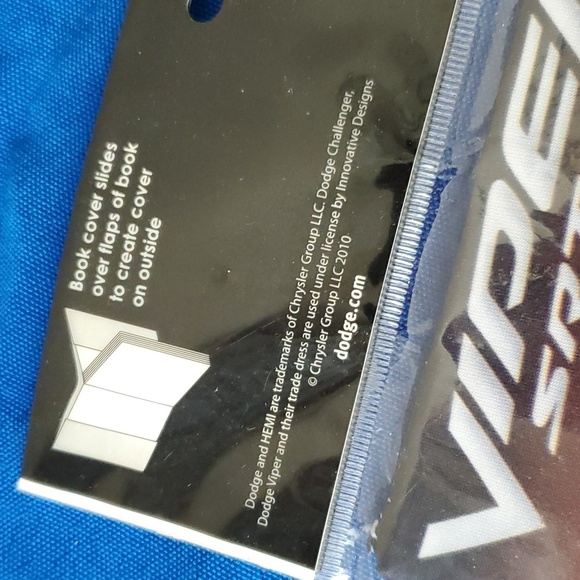 Book cover slides
over flaps of book
to create cover
on outside
Dodge and HEMI are trademarks of Chrysler Group LLC. Dodge Challenger,
Dodge Viper and their trade dress are used under license by Innovative Designs
© Chrysler Group LLC 2010
dodge.com
VIPER
SRT